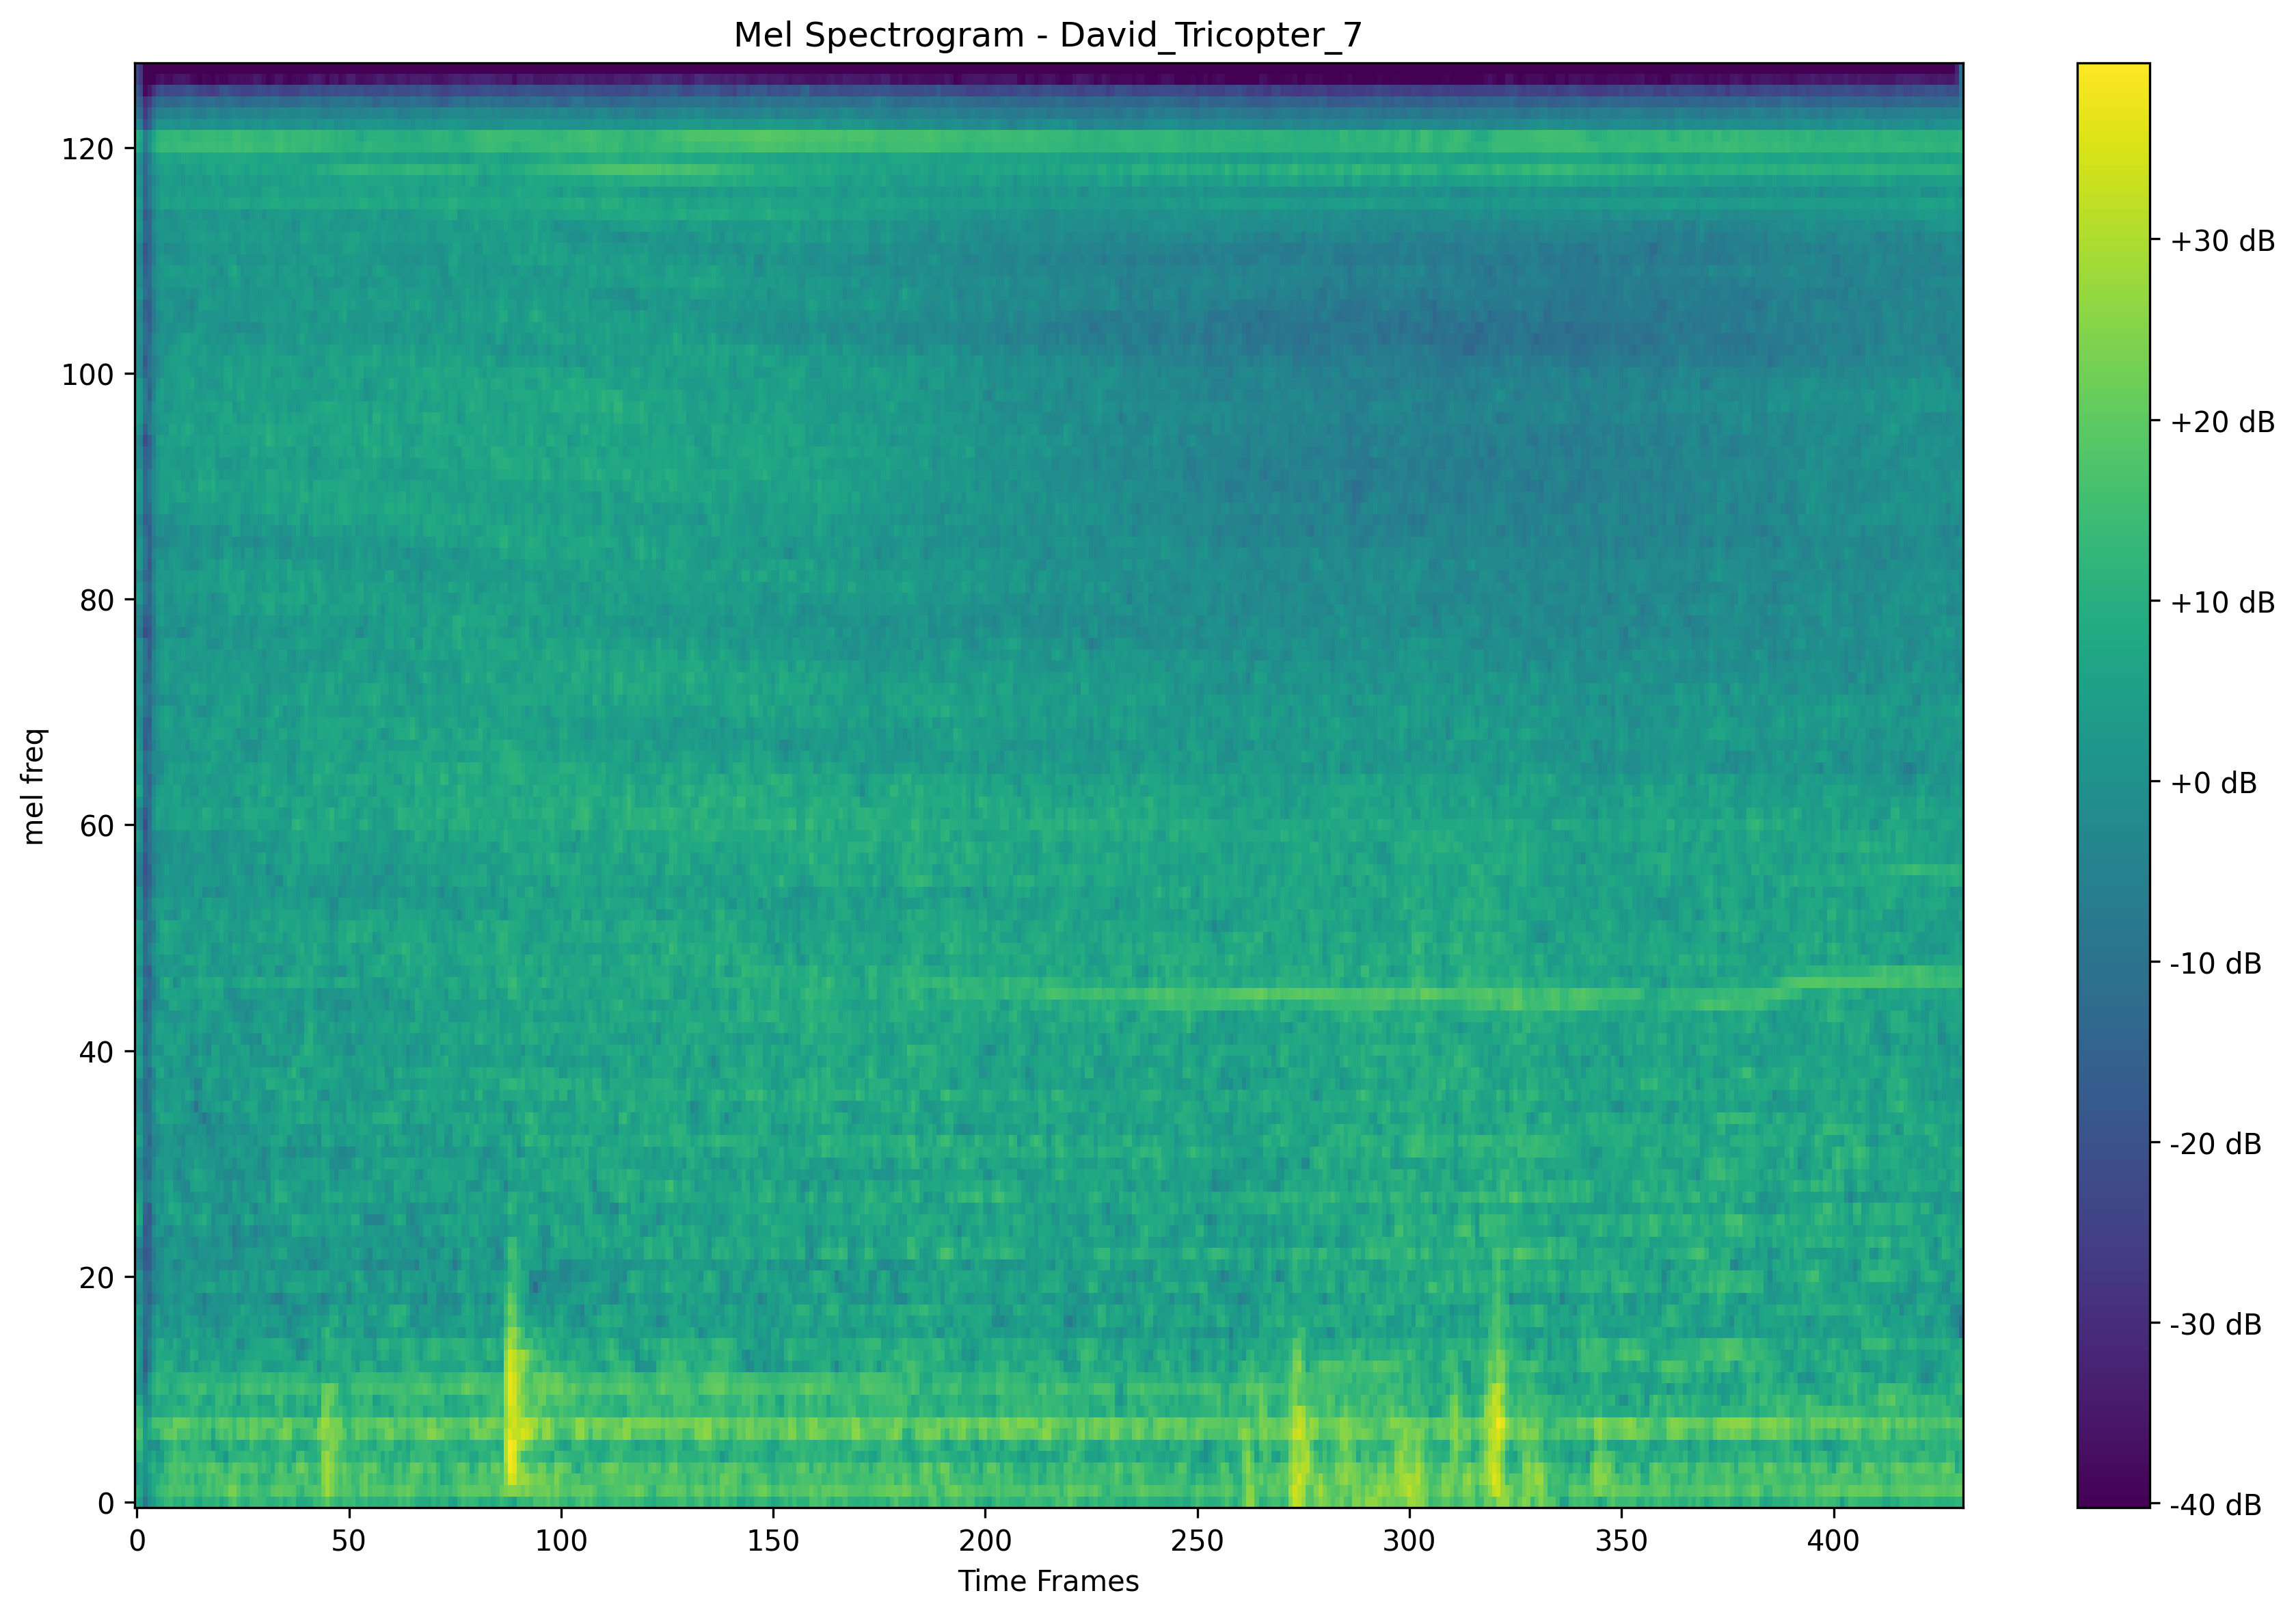 Mel Spectrogram - David_Tricopter_7
mel freq
120
100
80
60
40
20
0
0 50 100 150 200 250 300 350 400
Time Frames
+30 dB
+20 dB
+10 dB
+0 dB
-10 dB
-20 dB
-30 dB
-40 dB